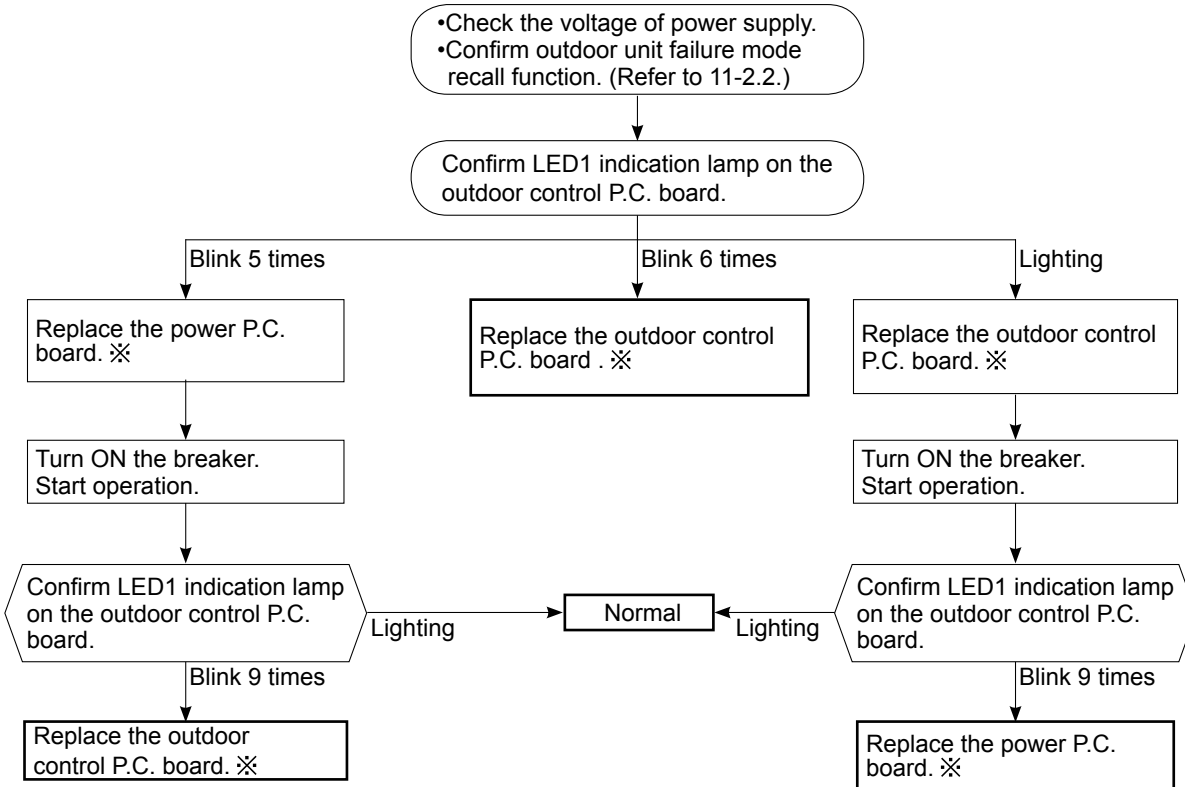 •Check the voltage of power supply.
•Confirm outdoor unit failure mode
recall function. (Refer to 11-2.2.)
Confirm LED1 indication lamp on the
outdoor control P.C. board.
Blink 5 times
Blink 6 times
Lighting
Replace the power P.C.
board. ※
Replace the outdoor control
P.C. board . ※
Replace the outdoor control
P.C. board. ※
Turn ON the breaker.
Start operation.
Turn ON the breaker.
Start operation.
Confirm LED1 indication lamp
on the outdoor control P.C.
board.
Lighting
Normal
Lighting
Confirm LED1 indication lamp
on the outdoor control P.C.
board.
Blink 9 times
Blink 9 times
Replace the outdoor
control P.C. board. ※
Replace the power P.C.
board. ※